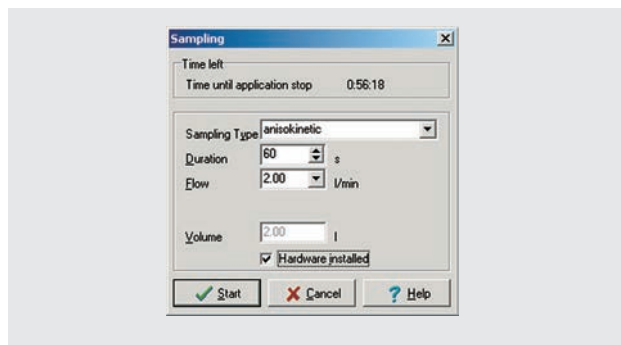 Sampling
Time left
Time until application stop 0:56:18
Sampling Type anisokinetic
Duration 60 s
Flow 2.00 l/min
Volume 2.00 l
Hardware installed
Start Cancel Help